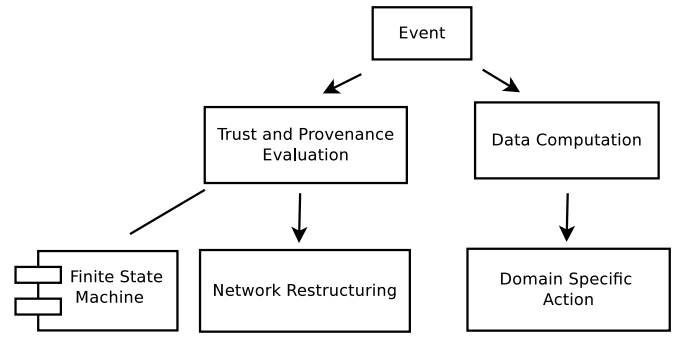 Event
Trust and Provenance
Evaluation
Data Computation
Finite State
Machine
Network Restructuring
Domain Specific
Action